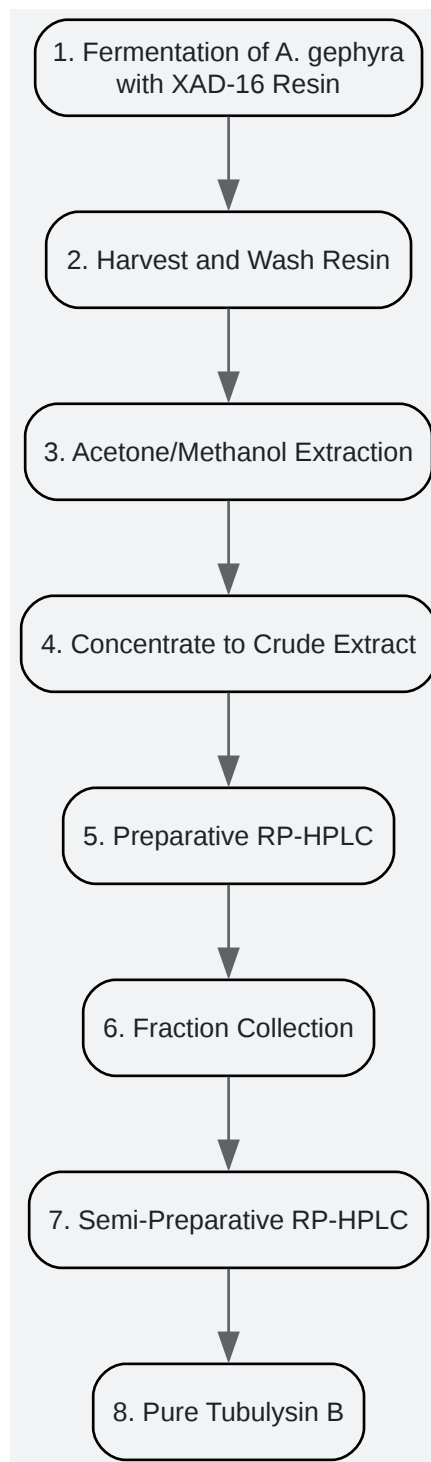 1. Fermentation of A. gephyra
with XAD-16 Resin
2. Harvest and Wash Resin
3. Acetone/Methanol Extraction
4. Concentrate to Crude Extract
5. Preparative RP-HPLC
6. Fraction Collection
7. Semi-Preparative RP-HPLC
8. Pure Tubulysin B